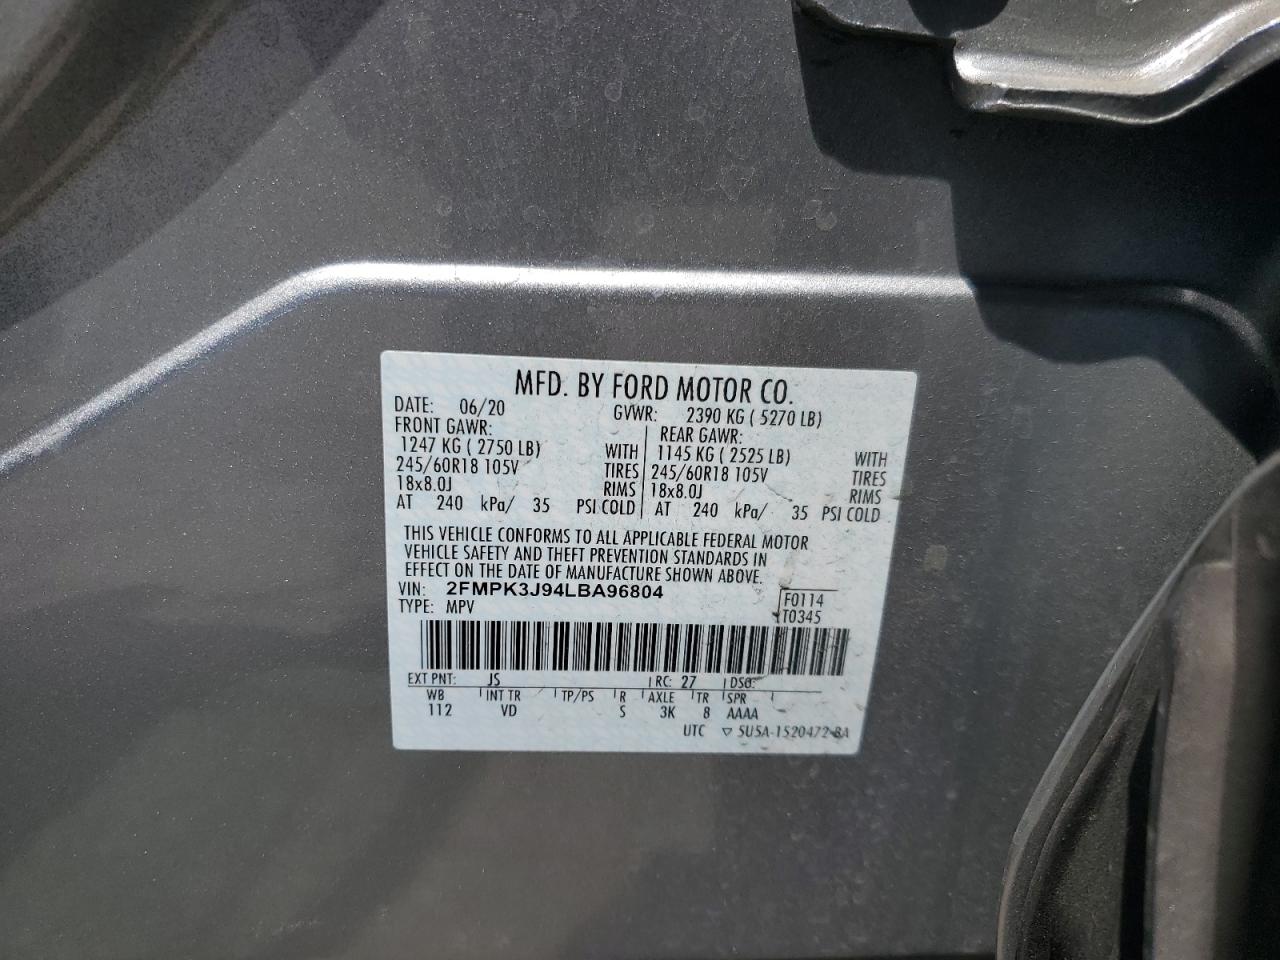 MFD. BY FORD MOTOR CO.
DATE: 06/20 GVWR: 2390 KG ( 5270 LB)
FRONT GAWR: REAR GAWR:
1247 KG ( 2750 LB) WITH 1145 KG ( 2525 LB) WITH
245/60R18 105V TIRES 245/60R18 105V TIRES
18x8.0J RIMS 18x8.0J RIMS
AT 240 kPa/ 35 PSI COLD AT 240 kPa/ 35 PSI COLD
THIS VEHICLE CONFORMS TO ALL APPLICABLE FEDERAL MOTOR
VEHICLE SAFETY AND THEFT PREVENTION STANDARDS IN
EFFECT ON THE DATE OF MANUFACTURE SHOWN ABOVE.
VIN: 2FMPK3J94LBA96804 F0114
TYPE: MPV T0345
EXT PNT: JS RC: 27 DSO:
WB INT TR TP/PS R AXLE TR SPR
112 VD S 3K 8 AAAA
UTC ▽ 5U5A-1520472-BA